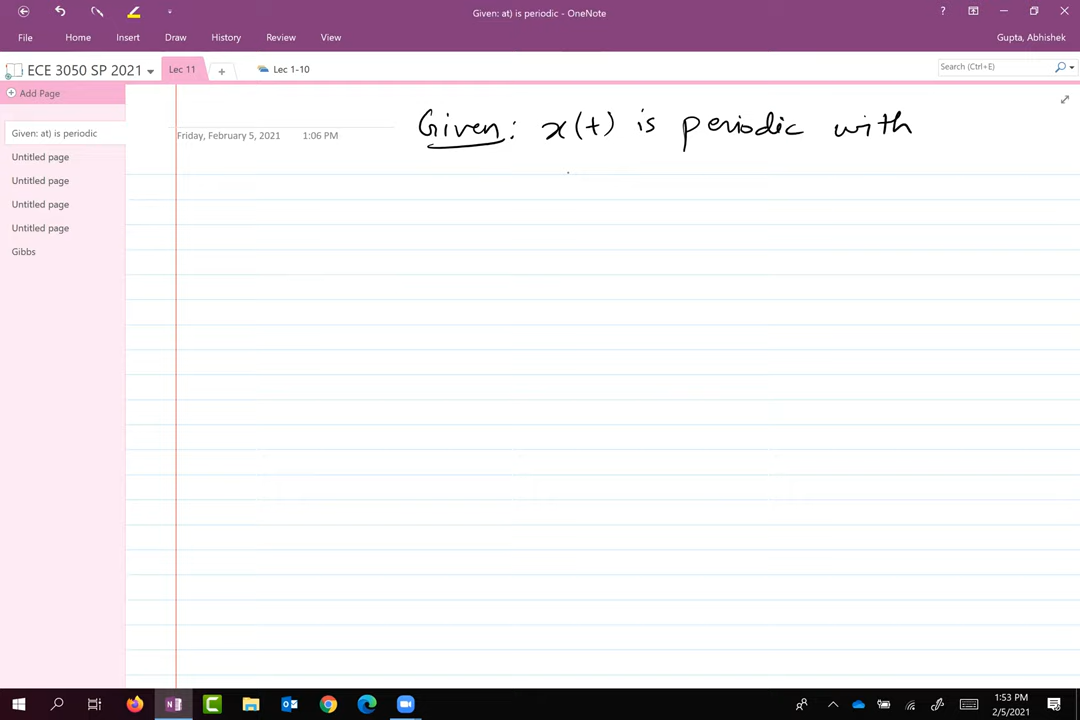 Given: at) is periodic - OneNote
File Home Insert Draw History Review View
Gupta, Abhishek
ECE 3050 SP 2021 Lec 11 + Lec 1-10
Search (Ctrl+E)
Add Page
Given: at) is periodic
Untitled page
Untitled page
Untitled page
Untitled page
Gibbs
Friday, February 5, 2021 1:06 PM
Given: x(t) is periodic with
1:53 PM
2/5/2021